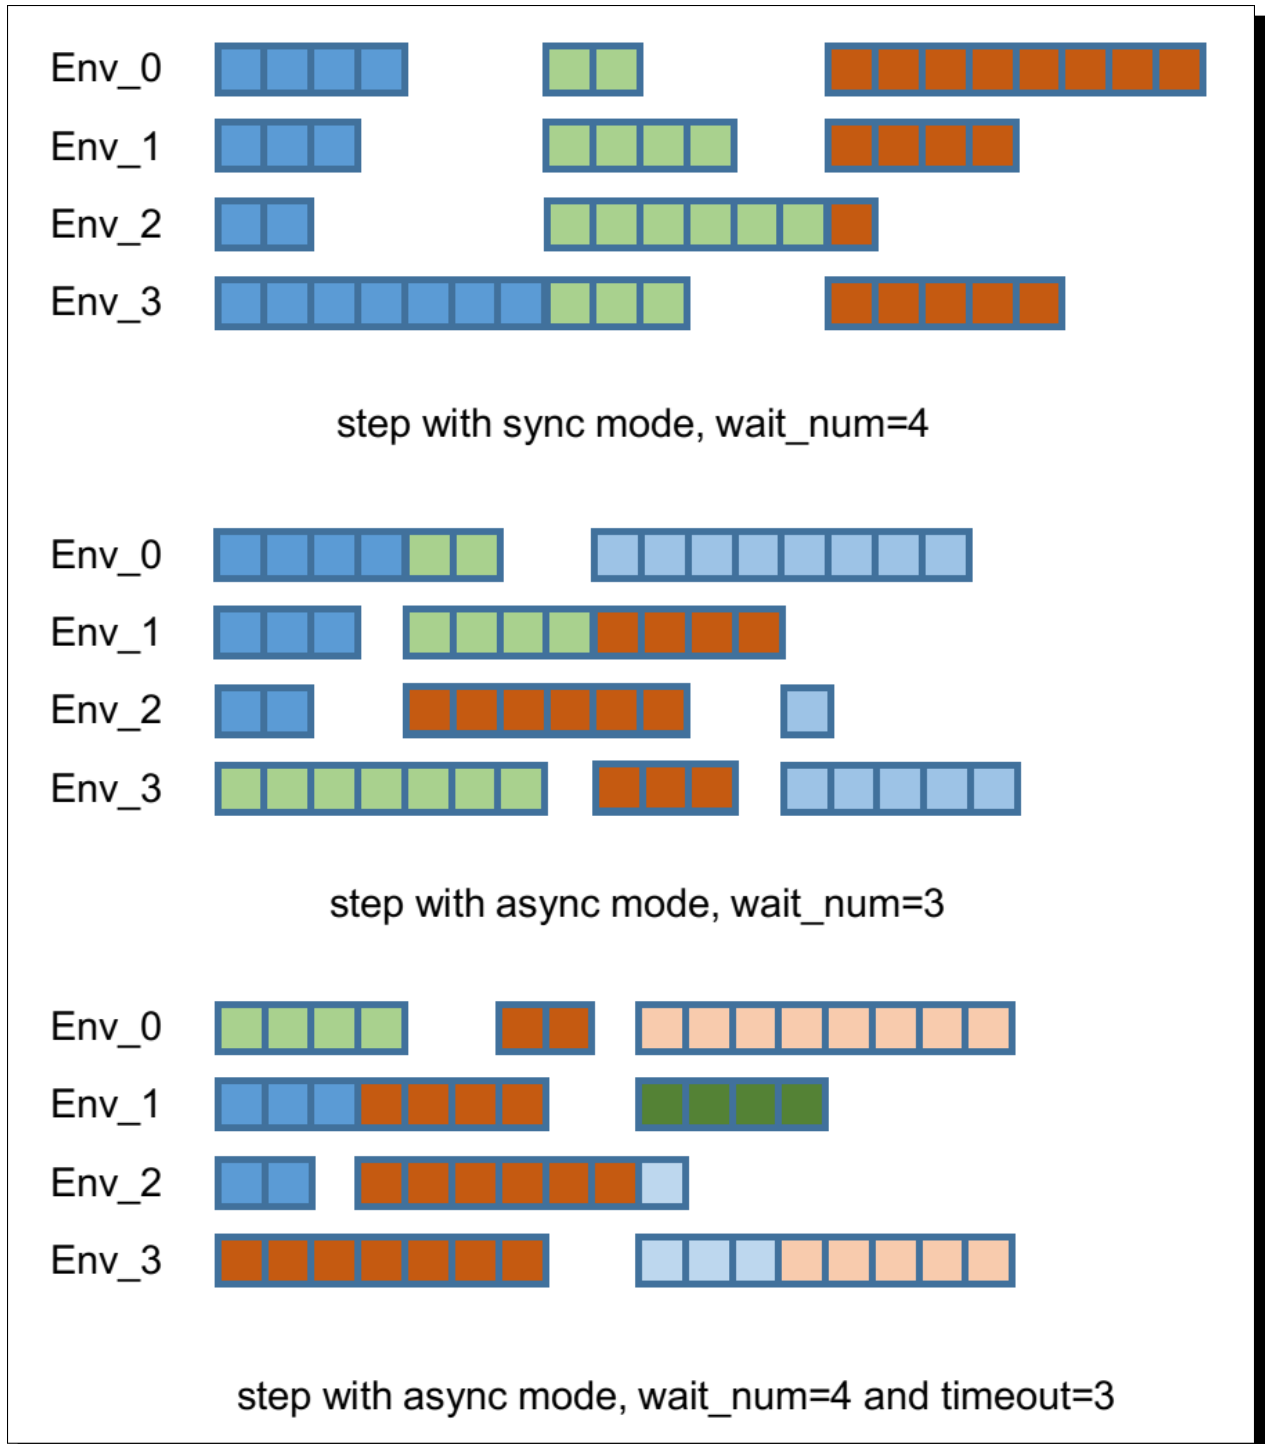 Env_0
Env_1
Env_2
Env_3
step with sync mode, wait_num=4
Env_0
Env_1
Env_2
Env_3
step with async mode, wait_num=3
Env_0
Env_1
Env_2
Env_3
step with async mode, wait_num=4 and timeout=3